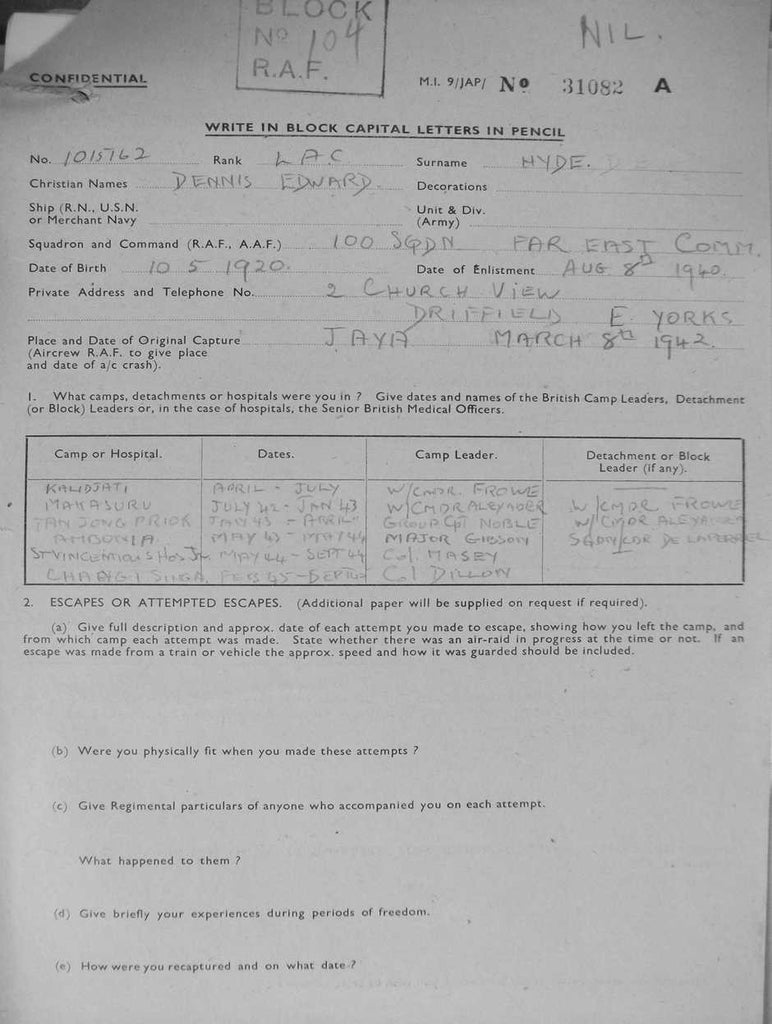 BLOCK
Nº 104
R.A.F.
NIL.
CONFIDENTIAL
M.I. 9/JAP/ Nº 31082 A
WRITE IN BLOCK CAPITAL LETTERS IN PENCIL
No. 1015762 Rank LAC Surname HYDE.
Christian Names DENNIS EDWARD. Decorations
Ship (R.N., U.S.N. Unit & Div.
or Merchant Navy (Army)
Squadron and Command (R.A.F., A.A.F.) 100 SQDN FAR EAST COMM.
Date of Birth 10 5 1920. Date of Enlistment AUG 8th 1940.
Private Address and Telephone No. 2 CHURCH VIEW
DRIFFIELD E. YORKS
Place and Date of Original Capture JAVA MARCH 8th 1942.
(Aircrew R.A.F. to give place
and date of a/c crash).
1. What camps, detachments or hospitals were you in ? Give dates and names of the British Camp Leaders, Detachment
(or Block) Leaders or, in the case of hospitals, the Senior British Medical Officers.
Camp or Hospital. Dates. Camp Leader. Detachment or Block
Leader (if any).
KALIDJATI APRIL - JULY W/CMDR. FROWE
MAKASURU JULY 42 - JAN 43 W/CMDR ALEXANDER W/CMDR. FROWE
TAN JONG PRIOK JAN 43 - APRIL GROUP CPT NOBLE W/CMDR ALEXANDER
MAY 43 - MAY 44 MAJOR GIBSON SQDN/LDR DE
ST VINCENTIOUS MAY 44 - SEPT 44 COL. MASEY
CHANGI FEB 45 - SEPT COL DILLON
2. ESCAPES OR ATTEMPTED ESCAPES. (Additional paper will be supplied on request if required).
(a) Give full description and approx. date of each attempt you made to escape, showing how you left the camp, and
from which camp each attempt was made. State whether there was an air-raid in progress at the time or not. If an
escape was made from a train or vehicle the approx. speed and how it was guarded should be included.
(b) Were you physically fit when you made these attempts ?
(c) Give Regimental particulars of anyone who accompanied you on each attempt.
What happened to them ?
(d) Give briefly your experiences during periods of freedom.
(e) How were you recaptured and on what date ?